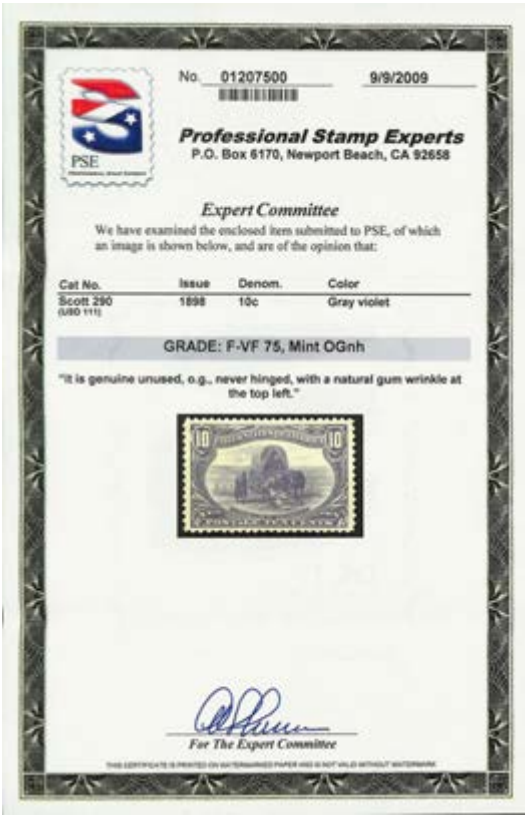 No. 01207500 9/9/2009
PSE
Professional Stamp Experts
P.O. Box 6170, Newport Beach, CA 92658
Expert Committee
We have examined the enclosed item submitted to PSE, of which
an image is shown below, and are of the opinion that:
Cat No. Issue Denom. Color
Scott 290 1898 10c Gray violet
(USD 111)
GRADE: F-VF 75, Mint OGnh
"It is genuine unused, o.g., never hinged, with a natural gum wrinkle at
the top left."
10 10
For The Expert Committee
THIS CERTIFICATE IS PRINTED ON WATERMARKED PAPER AND IS NOT VALID WITHOUT WATERMARK